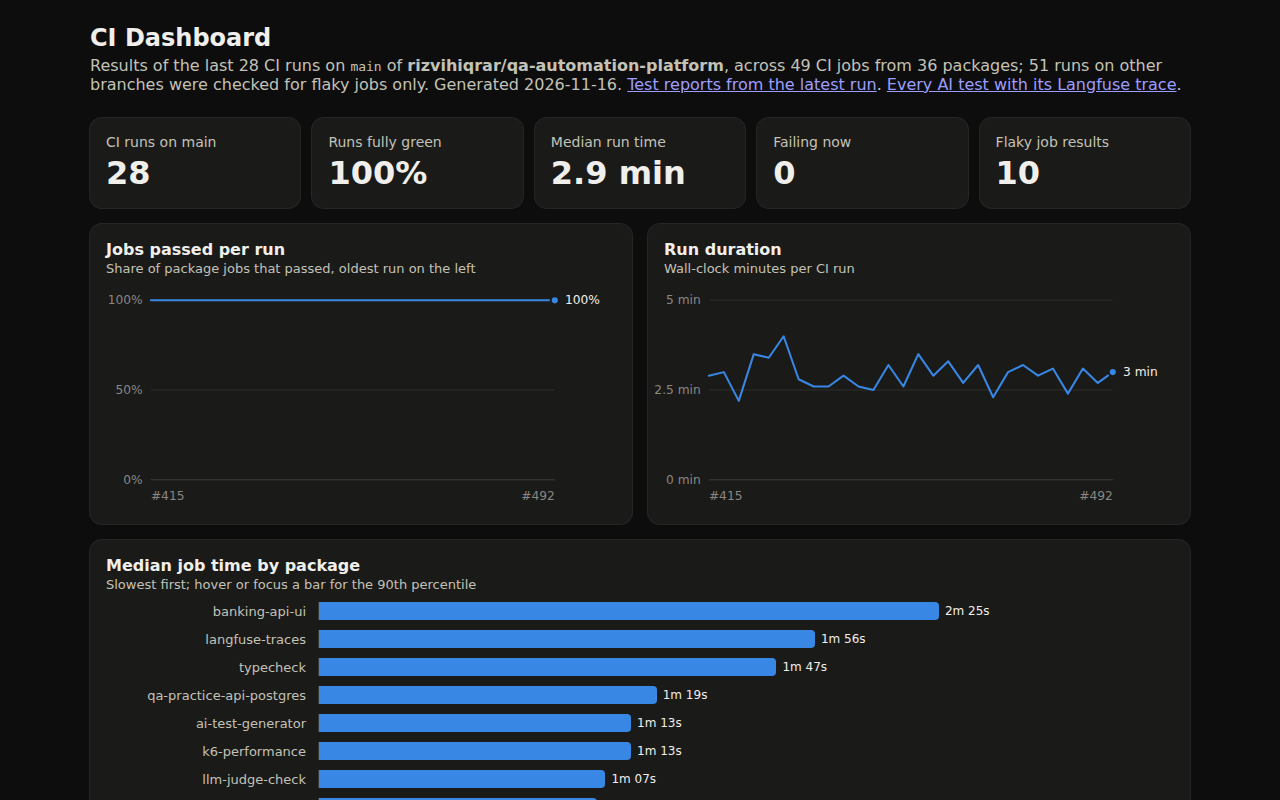 CI Dashboard
Results of the last 28 CI runs on main of rizvihiqrar/qa-automation-platform, across 49 CI jobs from 36 packages; 51 runs on other
branches were checked for flaky jobs only. Generated 2026-11-16. Test reports from the latest run. Every AI test with its Langfuse trace.
CI runs on main
28
Runs fully green
100%
Median run time
2.9 min
Failing now
0
Flaky job results
10
Jobs passed per run
Share of package jobs that passed, oldest run on the left
100%
100%
50%
0%
#415
#492
Run duration
Wall-clock minutes per CI run
5 min
3 min
2.5 min
0 min
#415
#492
Median job time by package
Slowest first; hover or focus a bar for the 90th percentile
banking-api-ui 2m 25s
langfuse-traces 1m 56s
typecheck 1m 47s
qa-practice-api-postgres 1m 19s
ai-test-generator 1m 13s
k6-performance 1m 13s
llm-judge-check 1m 07s